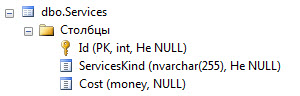 dbo.Services
Столбцы
Id (PK, int, Не NULL)
ServicesKind (nvarchar(255), Не NULL)
Cost (money, NULL)